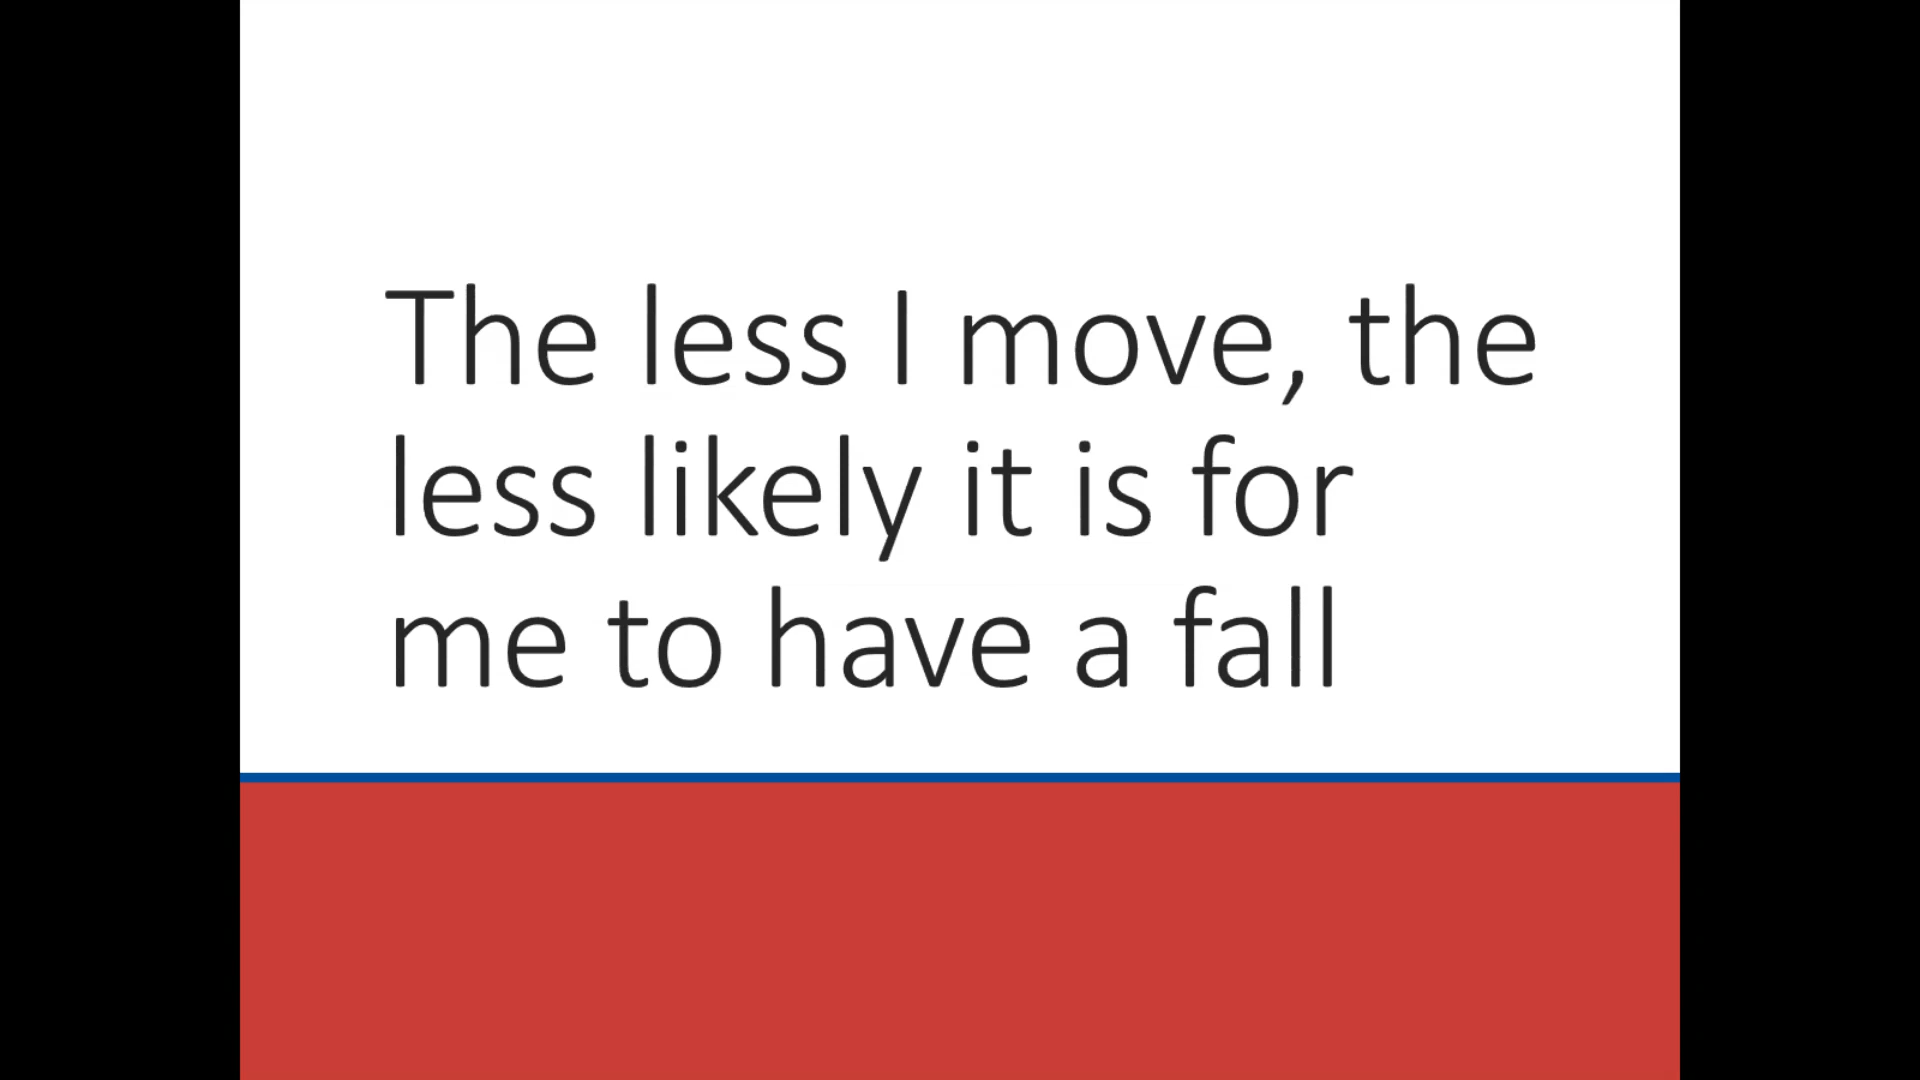 The less I move, the
less likely it is for
me to have a fall